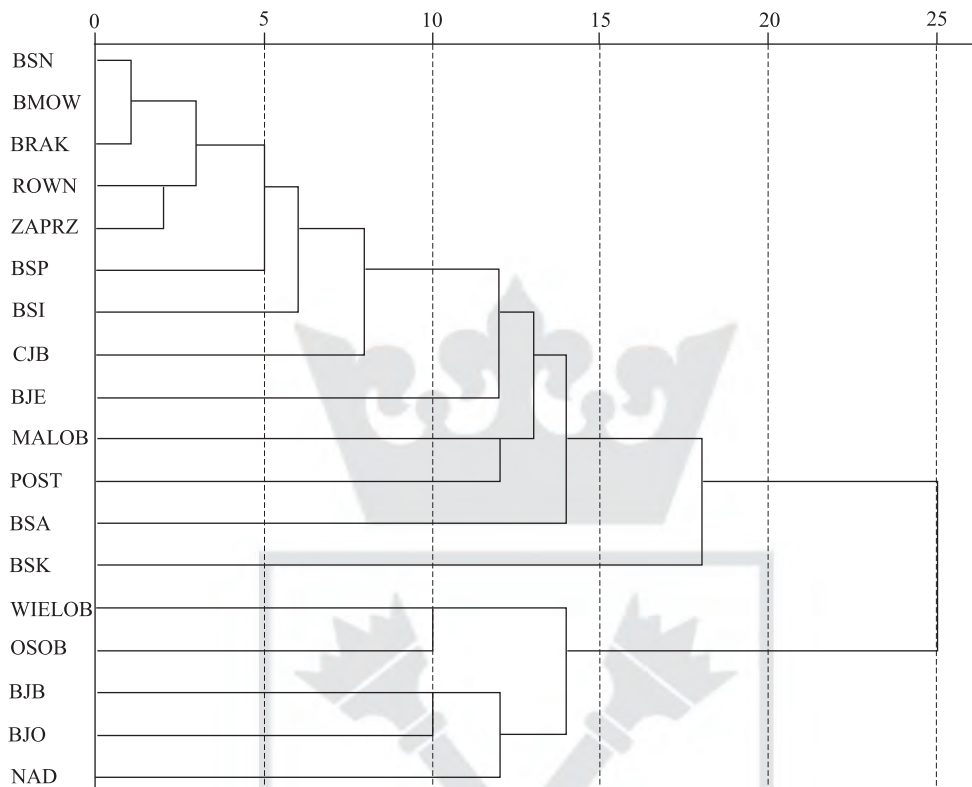 0 5 10 15 20 25
BSN
BMOW
BRAK
ROWN
ZAPRZ
BSP
BSI
CJB
BJE
MALOB
POST
BSA
BSK
WIELOB
OSOB
BJB
BJO
NAD